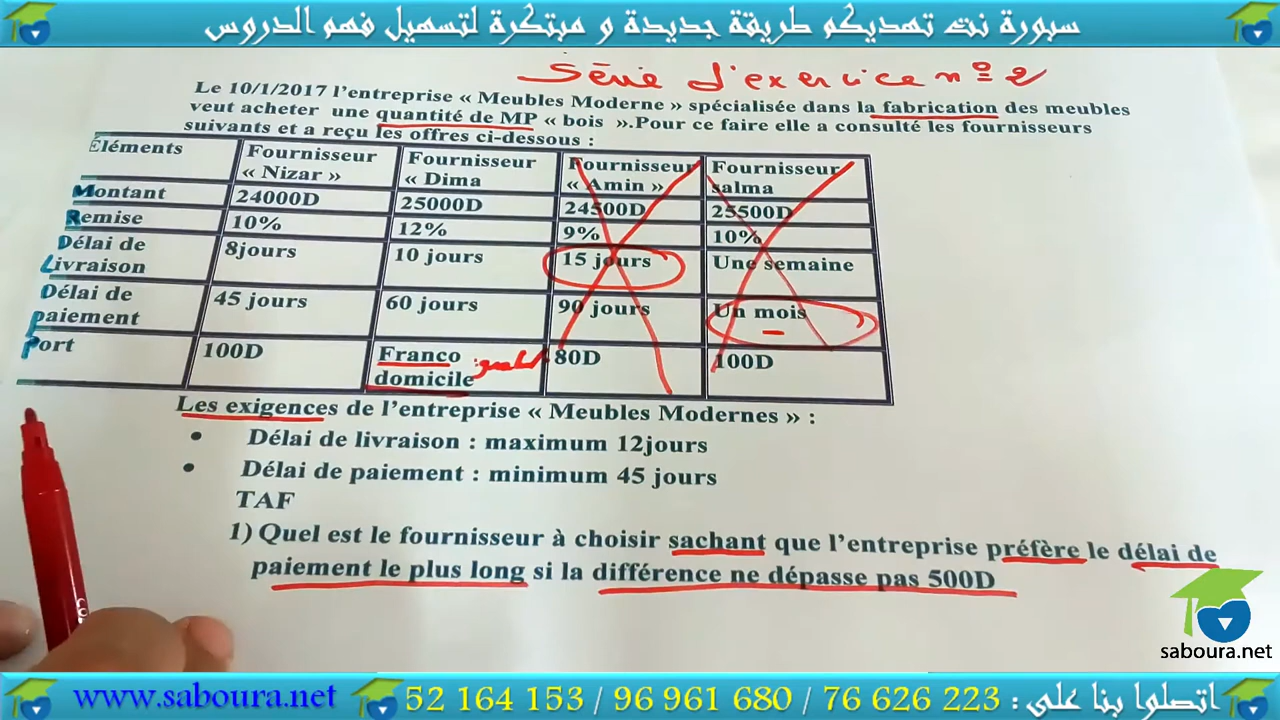 سبورة نت تهديكم طريقة جديدة و مبتكرة لتسهيل فهم الدروس
Série d'exercice n° 2
Le 10/1/2017 l'entreprise « Meubles Moderne » spécialisée dans la fabrication des meubles
veut acheter une quantité de MP « bois ».Pour ce faire elle a consulté les fournisseurs
suivants et a reçu les offres ci-dessous :
Eléments Fournisseur « Nizar » Fournisseur « Dima Fournisseur « Amin » Fournisseur salma
Montant 24000D 25000D 24500D 25500D
Remise 10% 12% 9% 10%
Délai de Livraison 8jours 10 jours 15 jours Une semaine
Délai de paiement 45 jours 60 jours 90 jours Un mois
Port 100D Franco domicile 80D 100D
Les exigences de l'entreprise « Meubles Modernes » :
• Délai de livraison : maximum 12jours
• Délai de paiement : minimum 45 jours
TAF
1) Quel est le fournisseur à choisir sachant que l'entreprise préfère le délai de
paiement le plus long si la différence ne dépasse pas 500D
saboura.net
www.saboura.net 52 164 153 / 96 961 680 / 76 626 223 : اتصلوا بنا على